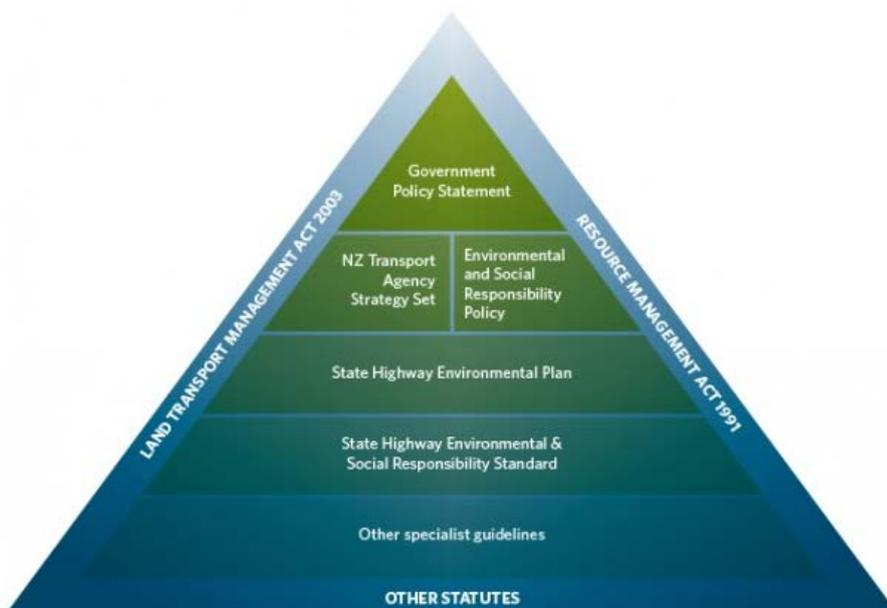 Government
Policy Statement
LAND TRANSPORT MANAGEMENT ACT 2003
RESOURCE MANAGEMENT ACT 1991
NZ Transport
Agency
Strategy Set
Environmental
and Social
Responsibility
Policy
State Highway Environmental Plan
State Highway Environmental &
Social Responsibility Standard
Other specialist guidelines
OTHER STATUTES